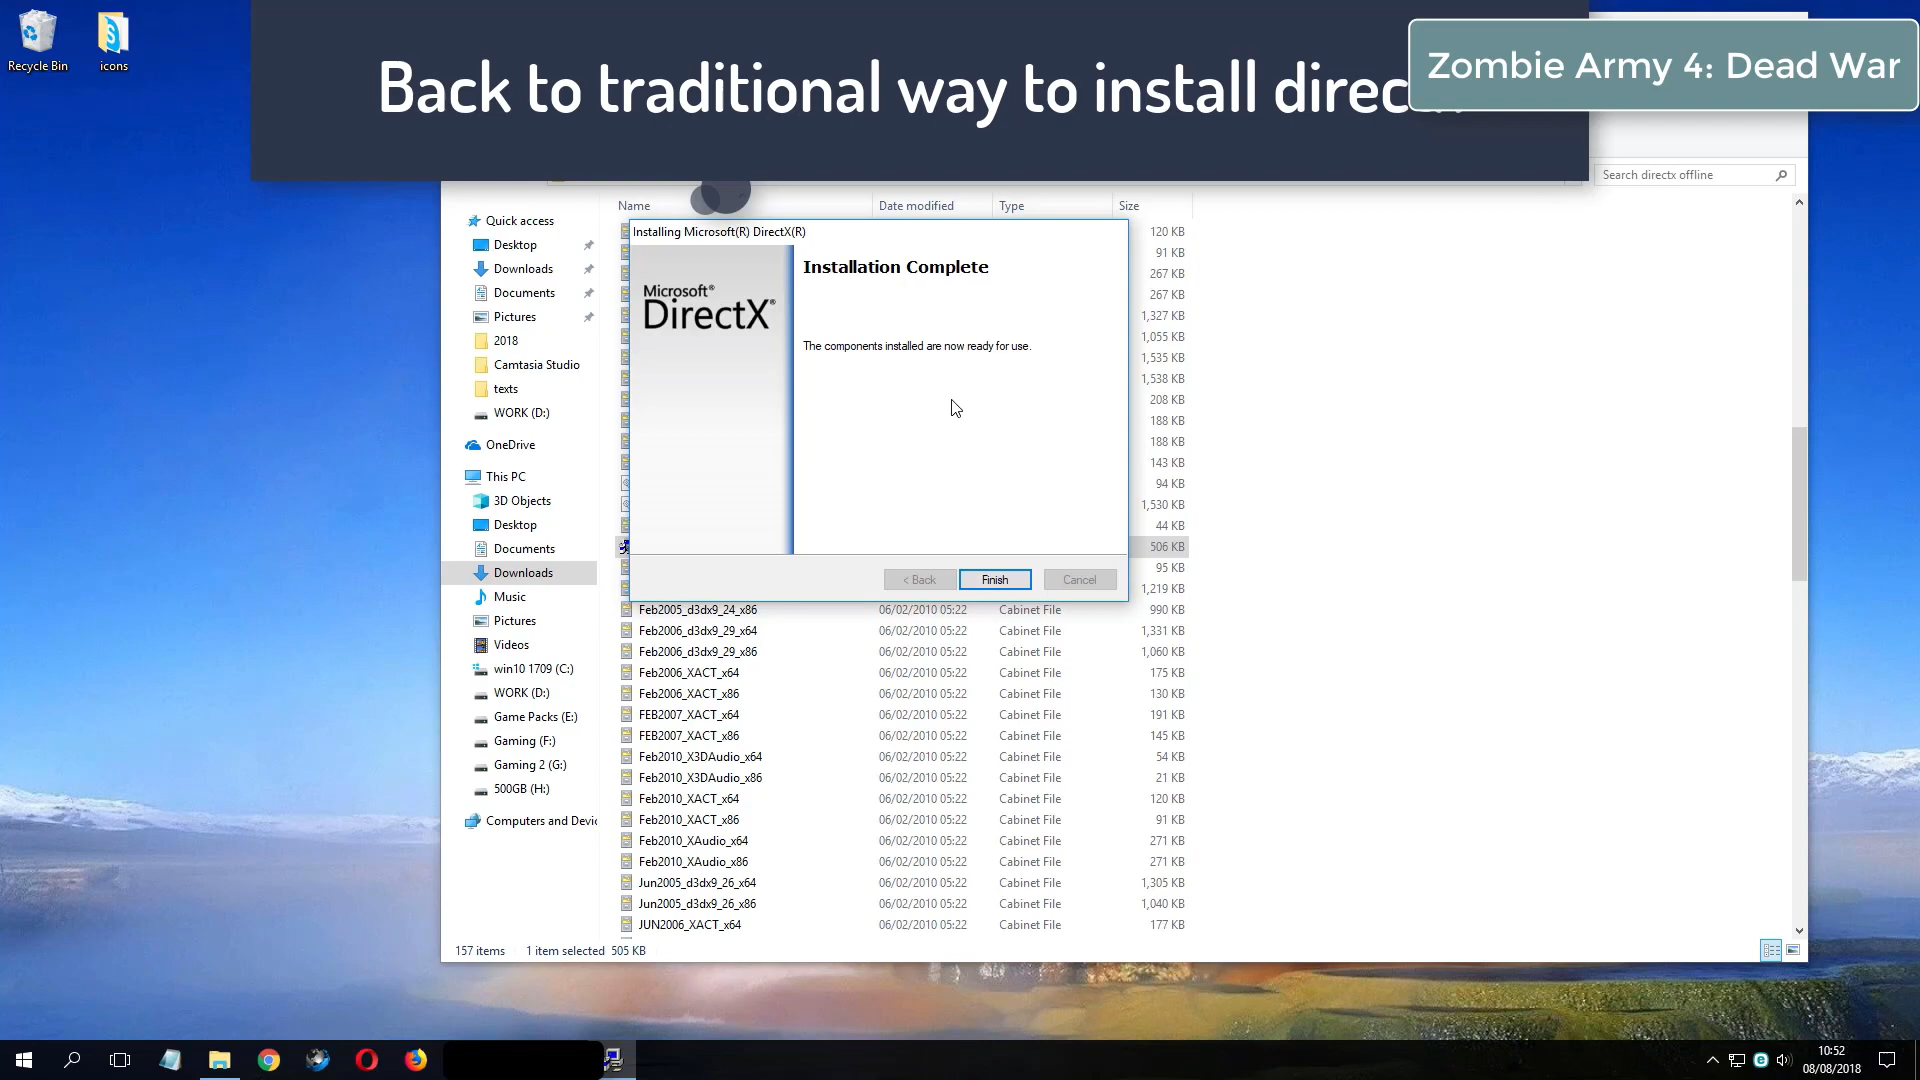 Recycle Bin
icons
Back to traditional way to install direc
Zombie Army 4: Dead War
Search directx offline
Name
Date modified
Type
Size
Quick access
Desktop
Downloads
Documents
Pictures
2018
Camtasia Studio
texts
WORK (D:)
OneDrive
This PC
3D Objects
Desktop
Documents
Downloads
Music
Pictures
Videos
win10 1709 (C:)
WORK (D:)
Game Packs (E:)
Gaming (F:)
Gaming 2 (G:)
500GB (H:)
Computers and Devic
Installing Microsoft(R) DirectX(R)
Microsoft®
DirectX®
Installation Complete
The components installed are now ready for use.
< Back
Finish
Cancel
120 KB
91 KB
267 KB
267 KB
1,327 KB
1,055 KB
1,535 KB
1,538 KB
208 KB
188 KB
188 KB
143 KB
94 KB
1,530 KB
44 KB
506 KB
95 KB
1,219 KB
Feb2005_d3dx9_24_x86 06/02/2010 05:22 Cabinet File 990 KB
Feb2006_d3dx9_29_x64 06/02/2010 05:22 Cabinet File 1,331 KB
Feb2006_d3dx9_29_x86 06/02/2010 05:22 Cabinet File 1,060 KB
Feb2006_XACT_x64 06/02/2010 05:22 Cabinet File 175 KB
Feb2006_XACT_x86 06/02/2010 05:22 Cabinet File 130 KB
FEB2007_XACT_x64 06/02/2010 05:22 Cabinet File 191 KB
FEB2007_XACT_x86 06/02/2010 05:22 Cabinet File 145 KB
Feb2010_X3DAudio_x64 06/02/2010 05:22 Cabinet File 54 KB
Feb2010_X3DAudio_x86 06/02/2010 05:22 Cabinet File 21 KB
Feb2010_XACT_x64 06/02/2010 05:22 Cabinet File 120 KB
Feb2010_XACT_x86 06/02/2010 05:22 Cabinet File 91 KB
Feb2010_XAudio_x64 06/02/2010 05:22 Cabinet File 271 KB
Feb2010_XAudio_x86 06/02/2010 05:22 Cabinet File 271 KB
Jun2005_d3dx9_26_x64 06/02/2010 05:22 Cabinet File 1,305 KB
Jun2005_d3dx9_26_x86 06/02/2010 05:22 Cabinet File 1,040 KB
JUN2006_XACT_x64 06/02/2010 05:22 Cabinet File 177 KB
157 items 1 item selected 505 KB
10:52
08/08/2018